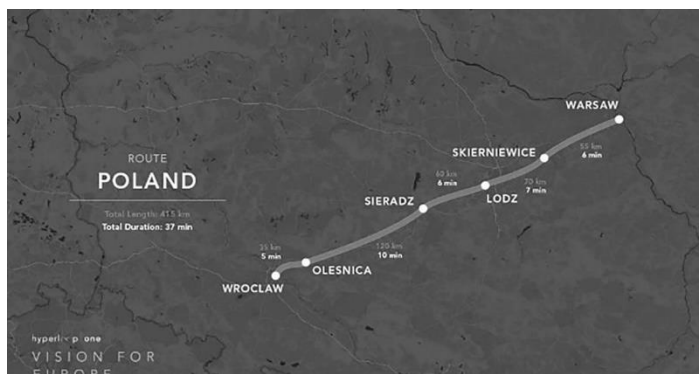 WARSAW
55 km
6 min
SKIERNIEWICE
70 km
7 min
60 km
6 min
LODZ
SIERADZ
ROUTE
POLAND
Total Length: 415 km
Total Duration: 37 min
120 km
10 min
35 km
5 min
OLESNICA
WROCLAW
hyperloop one
VISION FOR
EUROPE